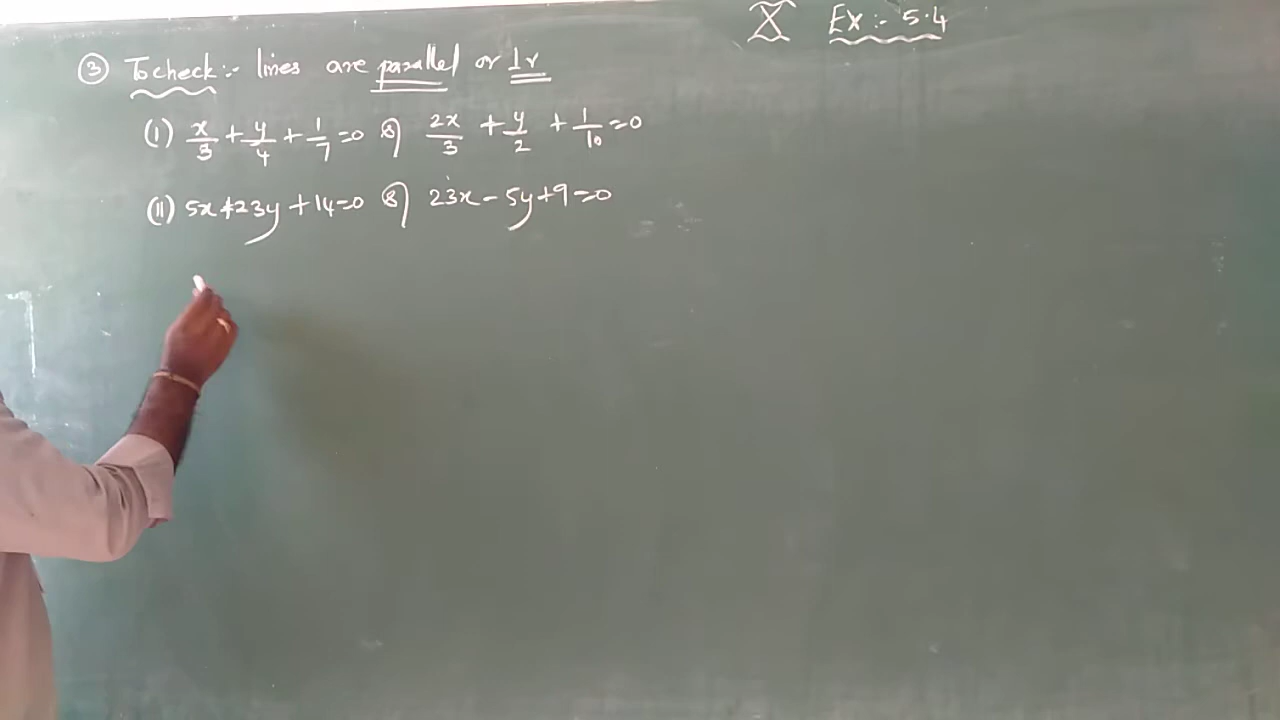 X Ex:- 5.4
③ To check:- lines are parallel or ⊥r
(i) x/3 + y/4 + 1/7 = 0 & 2x/3 + y/2 + 1/10 = 0
(ii) 5x+23y+14=0 & 23x-5y+9=0